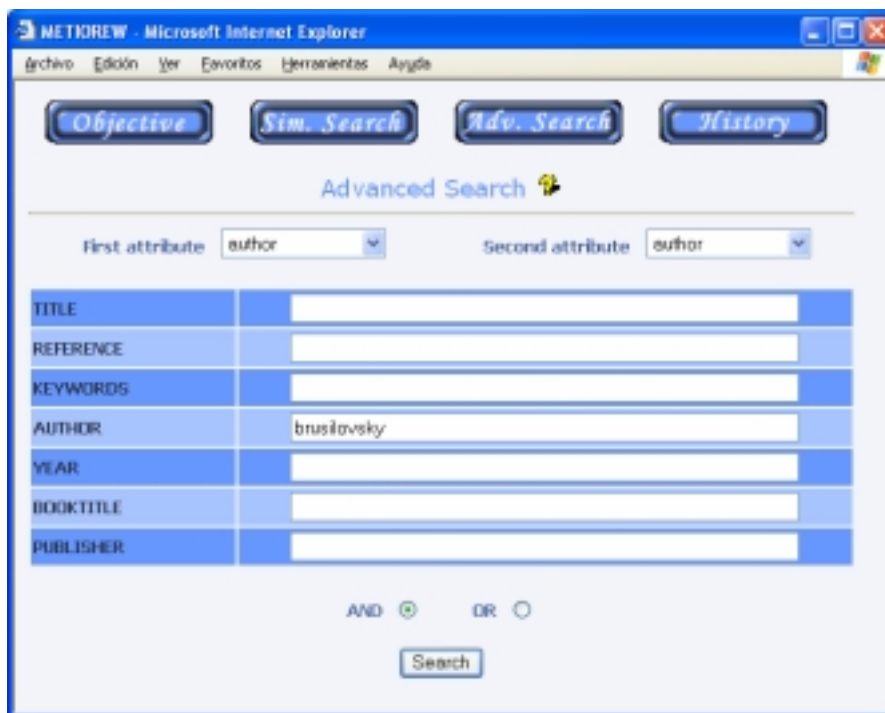 METIOREW - Microsoft Internet Explorer
Archivo Edición Ver Favoritos Herramientas Ayuda
Objective Sim. Search Adv. Search History
Advanced Search
First attribute author Second attribute author
TITLE
REFERENCE
KEYWORDS
AUTHOR brusilovsky
YEAR
BOOKTITLE
PUBLISHER
AND OR
Search